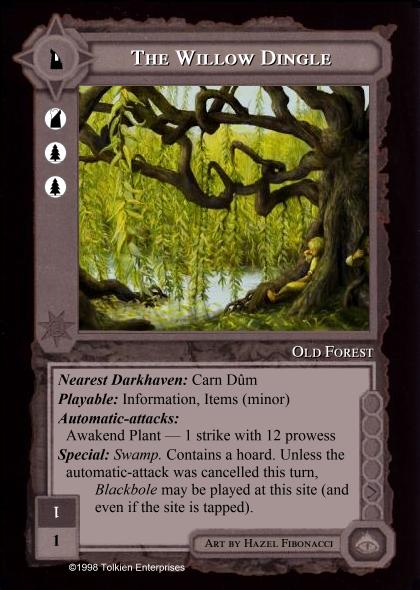 The Willow Dingle
Old Forest
Nearest Darkhaven: Carn Dûm
Playable: Information, Items (minor)
Automatic-attacks:
Awakend Plant — 1 strike with 12 prowess
Special: Swamp. Contains a hoard. Unless the
automatic-attack was cancelled this turn,
Blackbole may be played at this site (and
even if the site is tapped).
1
1
Art by Hazel Fibonacci
©1998 Tolkien Enterprises